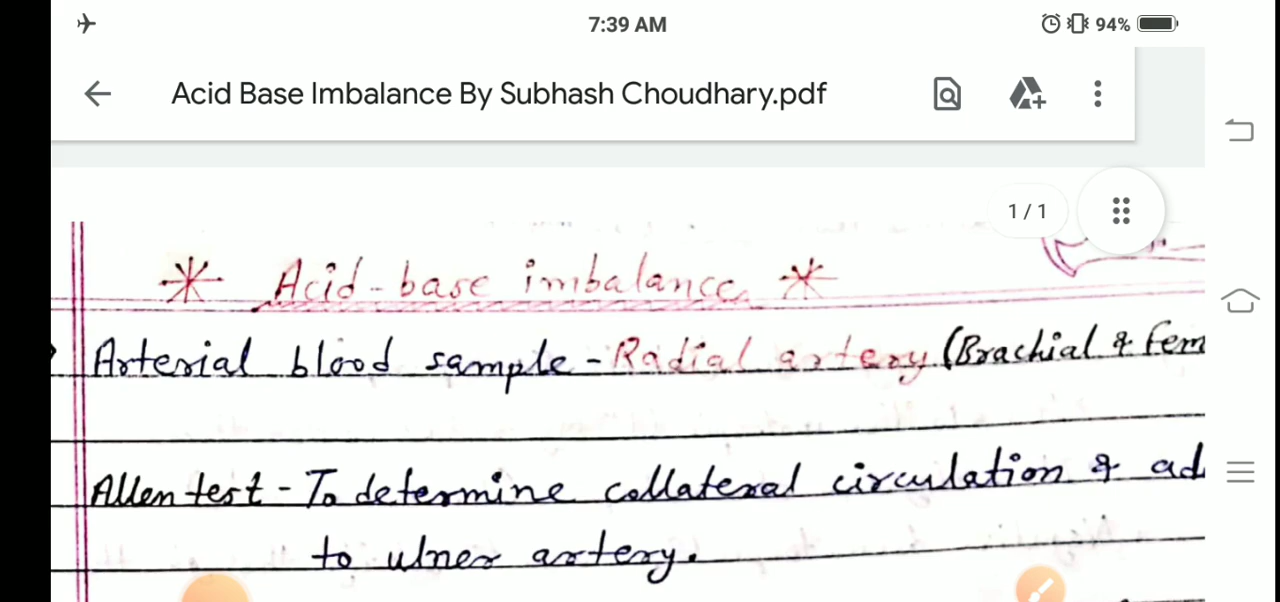 7:39 AM
94%
Acid Base Imbalance By Subhash Choudhary.pdf
1 / 1
* Acid-base imbalance *
Arterial blood sample - Radial artery (Brachial & fem
Allen test - To determine collateral circulation & ad
to ulner artery.